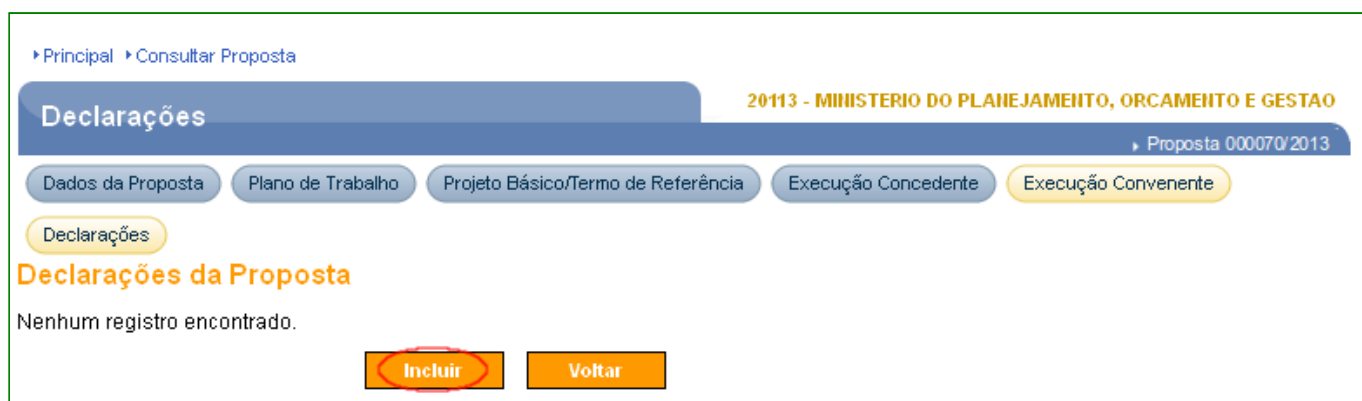 Principal Consultar Proposta
Declarações
20113 - MINISTERIO DO PLANEJAMENTO, ORCAMENTO E GESTAO
Proposta 000070/2013
Dados da Proposta Plano de Trabalho Projeto Básico/Termo de Referência Execução Concedente Execução Convenente
Declarações
Declarações da Proposta
Nenhum registro encontrado.
Incluir Voltar